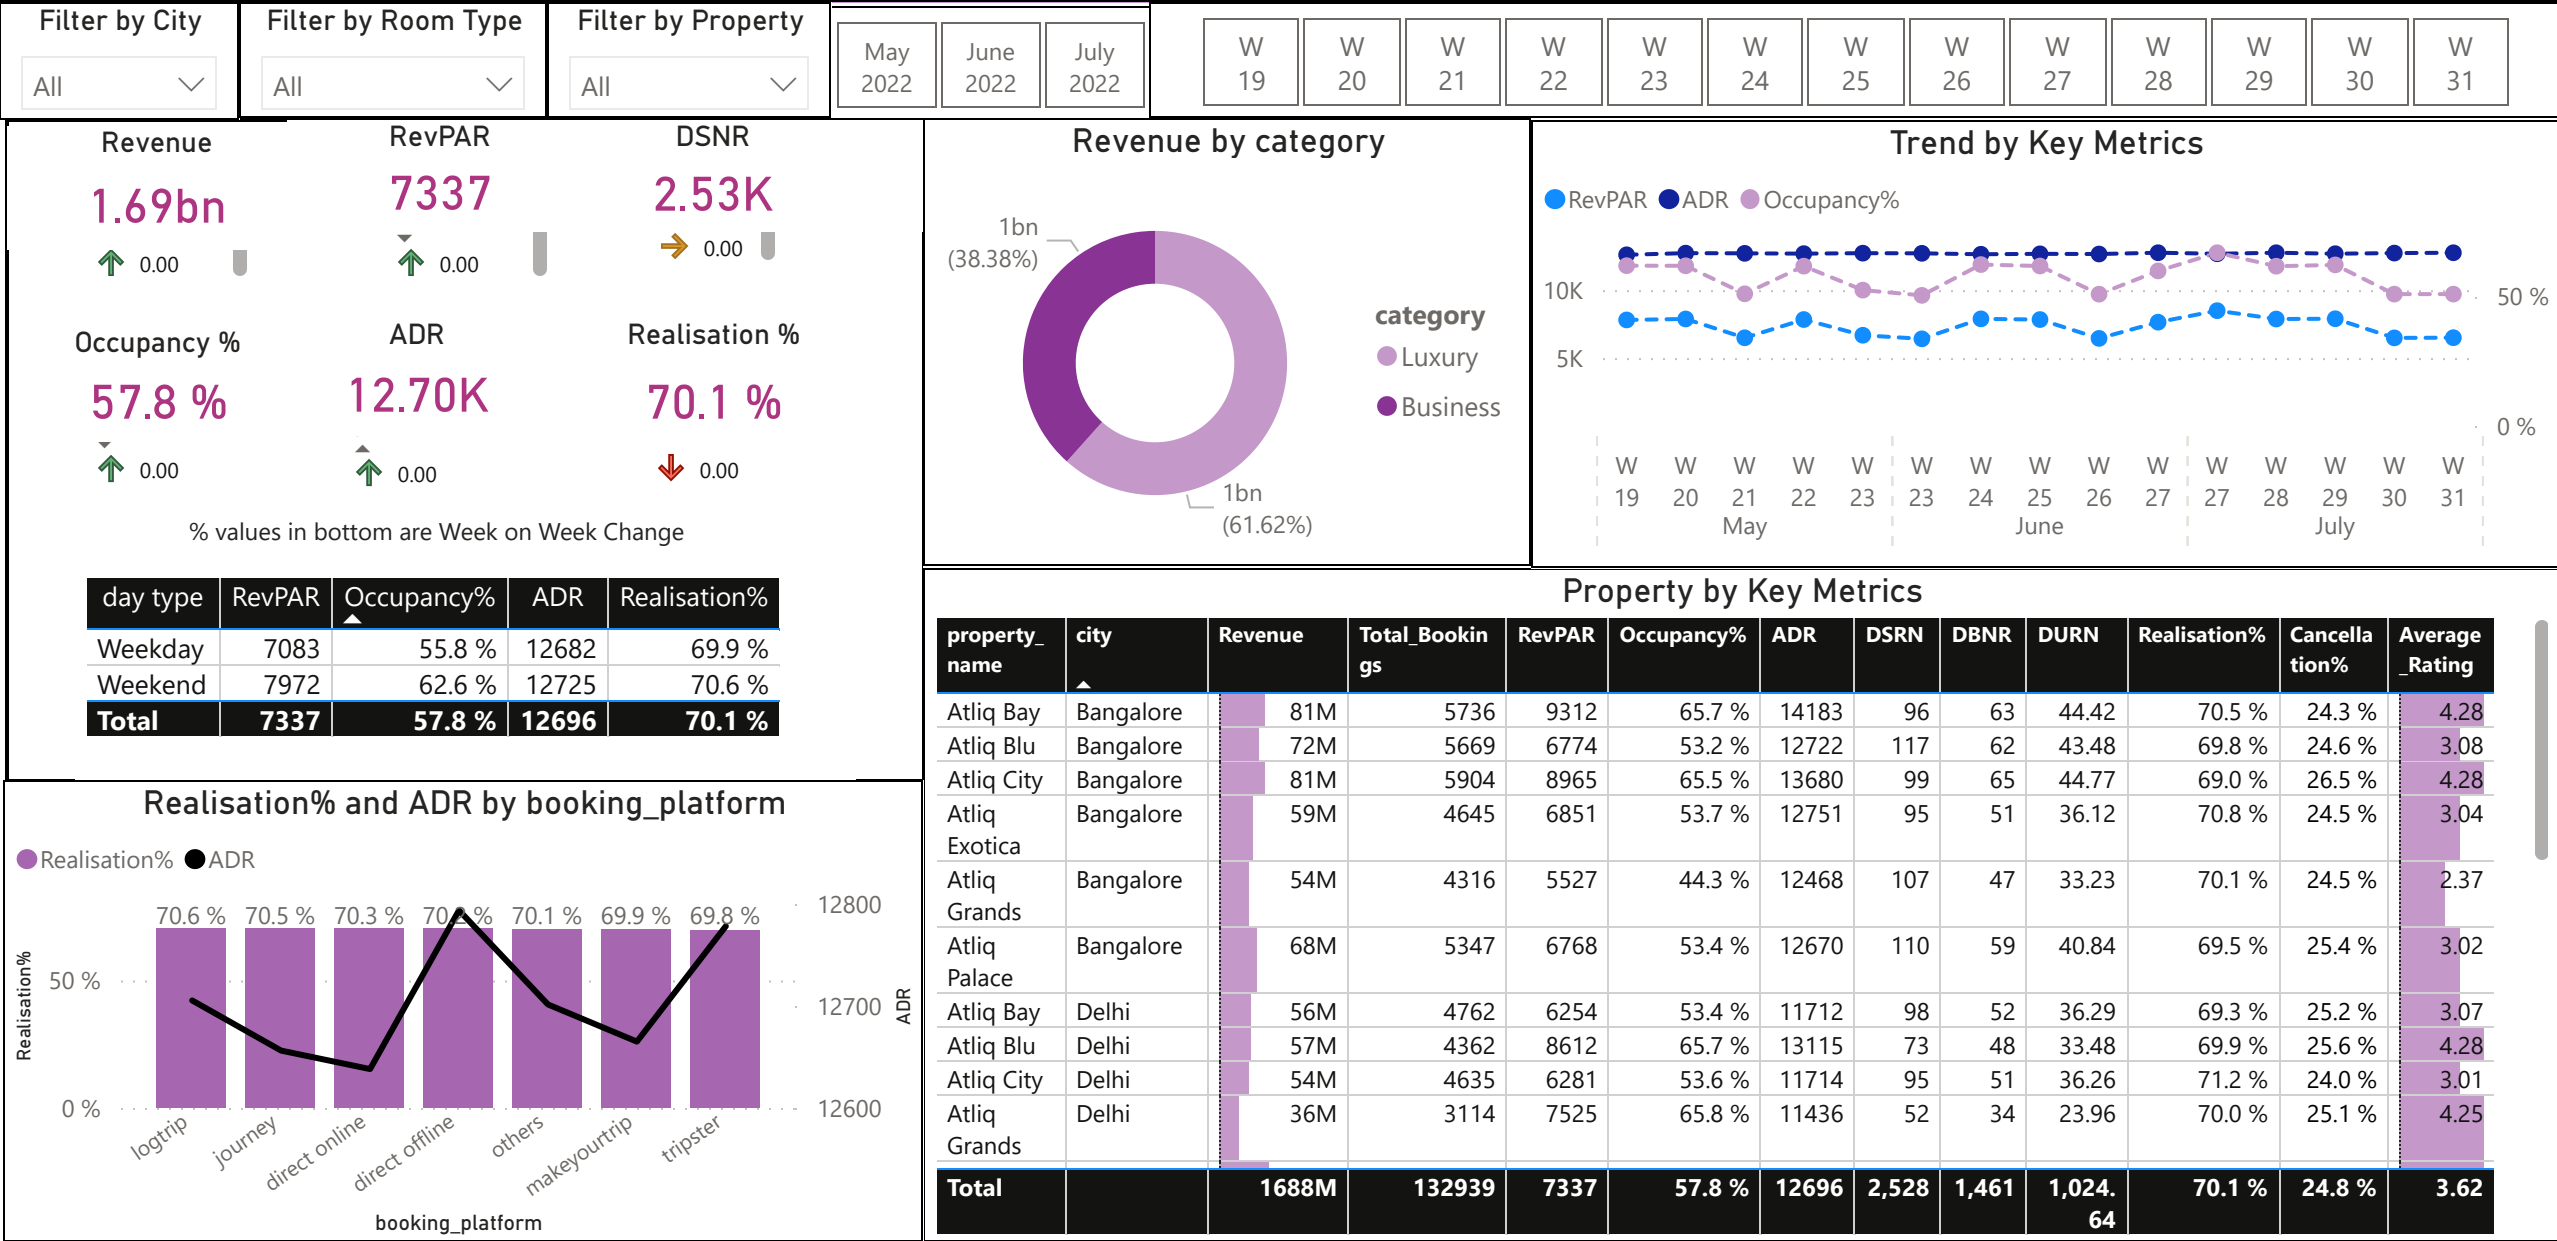 Filter by City
All
Filter by Room Type
All
Filter by Property
All
May
2022
June
2022
July
2022
W
19
W
20
W
21
W
22
W
23
W
24
W
25
W
26
W
27
W
28
W
29
W
30
W
31
Revenue
1.69bn
0.00
RevPAR
7337
0.00
DSNR
2.53K
0.00
Occupancy %
57.8 %
0.00
ADR
12.70K
0.00
Realisation %
70.1 %
0.00
% values in bottom are Week on Week Change
day type RevPAR Occupancy% ADR Realisation%
Weekday 7083 55.8 % 12682 69.9 %
Weekend 7972 62.6 % 12725 70.6 %
Total 7337 57.8 % 12696 70.1 %
Revenue by category
1bn
(38.38%)
1bn
(61.62%)
category
Luxury
Business
Trend by Key Metrics
RevPAR ADR Occupancy%
10K
5K
50 %
0 %
W W W W W W W W W W W W W W W
19 20 21 22 23 23 24 25 26 27 27 28 29 30 31
May June July
Realisation% and ADR by booking_platform
Realisation% ADR
70.6 % 70.5 % 70.3 % 70.1 % 69.9 % 69.8 %
50 %
0 %
Realisation%
12800
12700
12600
ADR
logtrip
journey
direct online
direct offline
others
makeyourtrip
tripster
booking_platform
Property by Key Metrics
property_ city Revenue Total_Bookin RevPAR Occupancy% ADR DSRN DBNR DURN Realisation% Cancella Average
name gs tion% _Rating
Atliq Bay Bangalore 81M 5736 9312 65.7 % 14183 96 63 44.42 70.5 % 24.3 % 4.28
Atliq Blu Bangalore 72M 5669 6774 53.2 % 12722 117 62 43.48 69.8 % 24.6 % 3.08
Atliq City Bangalore 81M 5904 8965 65.5 % 13680 99 65 44.77 69.0 % 26.5 % 4.28
Atliq Bangalore 59M 4645 6851 53.7 % 12751 95 51 36.12 70.8 % 24.5 % 3.04
Exotica
Atliq Bangalore 54M 4316 5527 44.3 % 12468 107 47 33.23 70.1 % 24.5 % 2.37
Grands
Atliq Bangalore 68M 5347 6768 53.4 % 12670 110 59 40.84 69.5 % 25.4 % 3.02
Palace
Atliq Bay Delhi 56M 4762 6254 53.4 % 11712 98 52 36.29 69.3 % 25.2 % 3.07
Atliq Blu Delhi 57M 4362 8612 65.7 % 13115 73 48 33.48 69.9 % 25.6 % 4.28
Atliq City Delhi 54M 4635 6281 53.6 % 11714 95 51 36.26 71.2 % 24.0 % 3.01
Atliq Delhi 36M 3114 7525 65.8 % 11436 52 34 23.96 70.0 % 25.1 % 4.25
Grands
Total 1688M 132939 7337 57.8 % 12696 2,528 1,461 1,024. 70.1 % 24.8 % 3.62
64